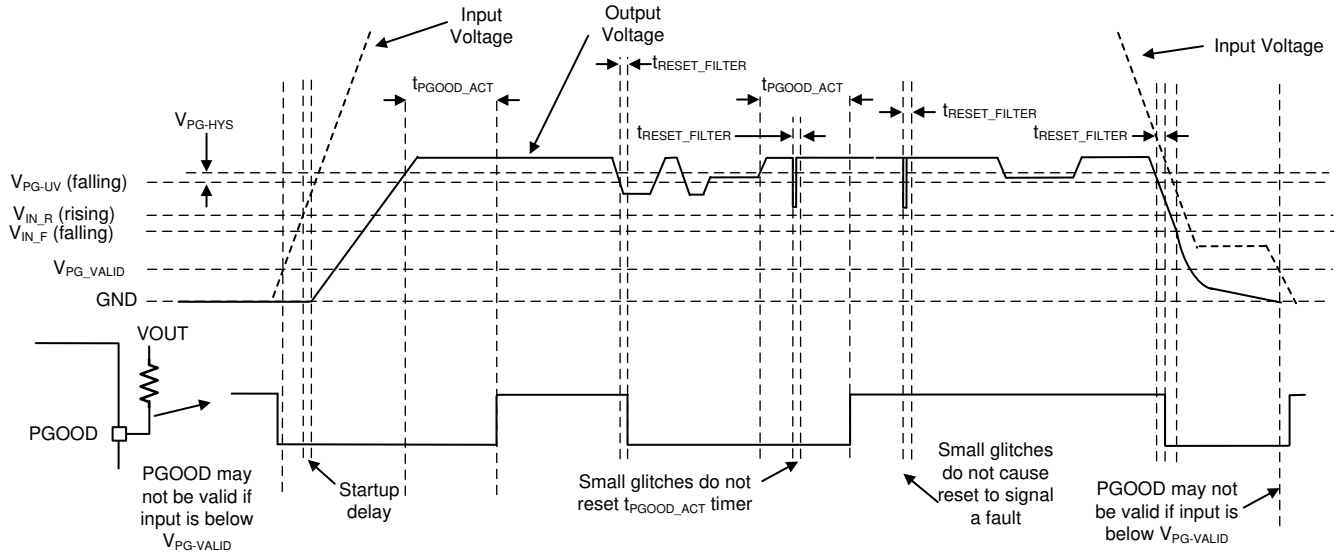 Input
Voltage
Output
Voltage
Input Voltage
tRESET_FILTER
tPGOOD_ACT
tPGOOD_ACT
tRESET_FILTER
VPG-HYS
tRESET_FILTER
tRESET_FILTER
VPG-UV (falling)
VIN_R (rising)
VIN_F (falling)
VPG_VALID
GND
VOUT
PGOOD
PGOOD may
not be valid if
input is below
VPG-VALID
Startup
delay
Small glitches do not
reset tPGOOD_ACT timer
Small glitches
do not cause
reset to signal
a fault
PGOOD may not
be valid if input is
below VPG-VALID